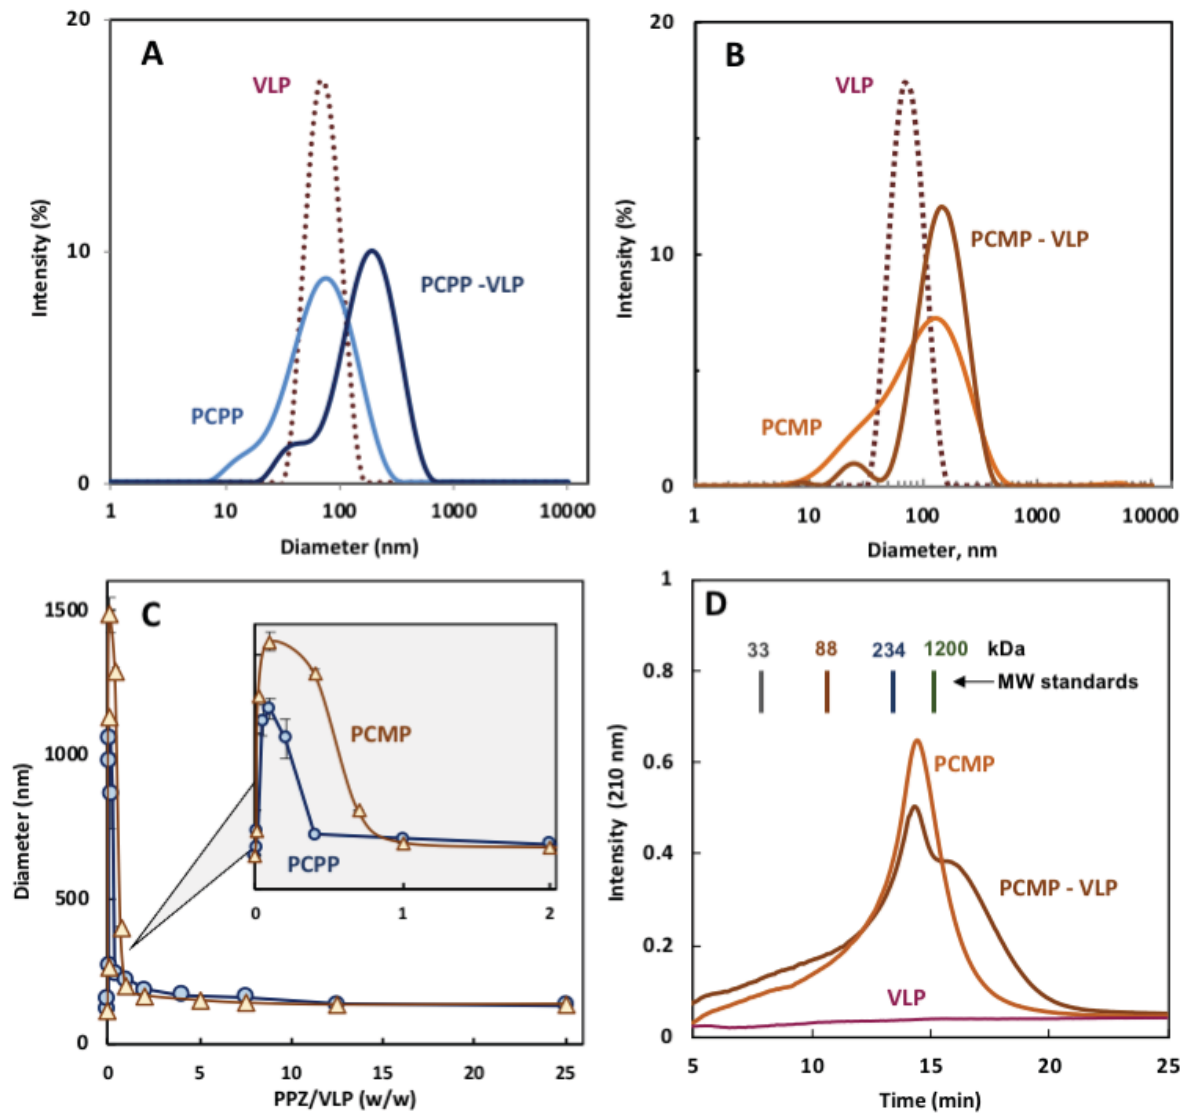 A
20
VLP
PCPP -VLP
10
Intensity (%)
PCPP
0
1 10 100 1000 10000
Diameter (nm)
B
20
VLP
PCMP - VLP
10
Intensity (%)
PCMP
0
1 10 100 1000 10000
Diameter, nm
C
1500
1000
Diameter (nm)
500
0
PCMP
PCPP
0 1 2
0 5 10 15 20 25
PPZ/VLP (w/w)
D
1
33 88 234 1200 kDa
MW standards
0.8
0.6
PCMP
Intensity (210 nm)
0.4
PCMP - VLP
0.2
VLP
0
5 10 15 20 25
Time (min)